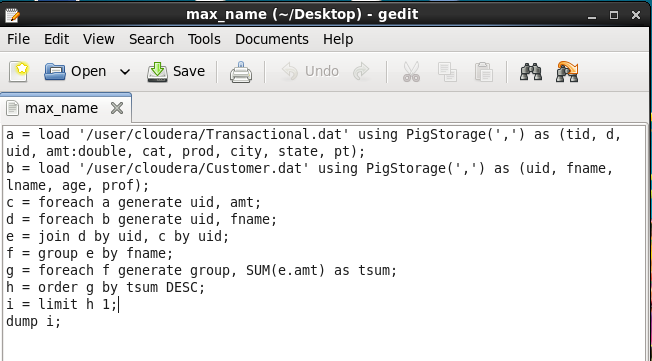 max_name (~/Desktop) - gedit
File Edit View Search Tools Documents Help
Open Save Undo
max_name
a = load '/user/cloudera/Transactional.dat' using PigStorage(',') as (tid, d,
uid, amt:double, cat, prod, city, state, pt);
b = load '/user/cloudera/Customer.dat' using PigStorage(',') as (uid, fname,
lname, age, prof);
c = foreach a generate uid, amt;
d = foreach b generate uid, fname;
e = join d by uid, c by uid;
f = group e by fname;
g = foreach f generate group, SUM(e.amt) as tsum;
h = order g by tsum DESC;
i = limit h 1;
dump i;